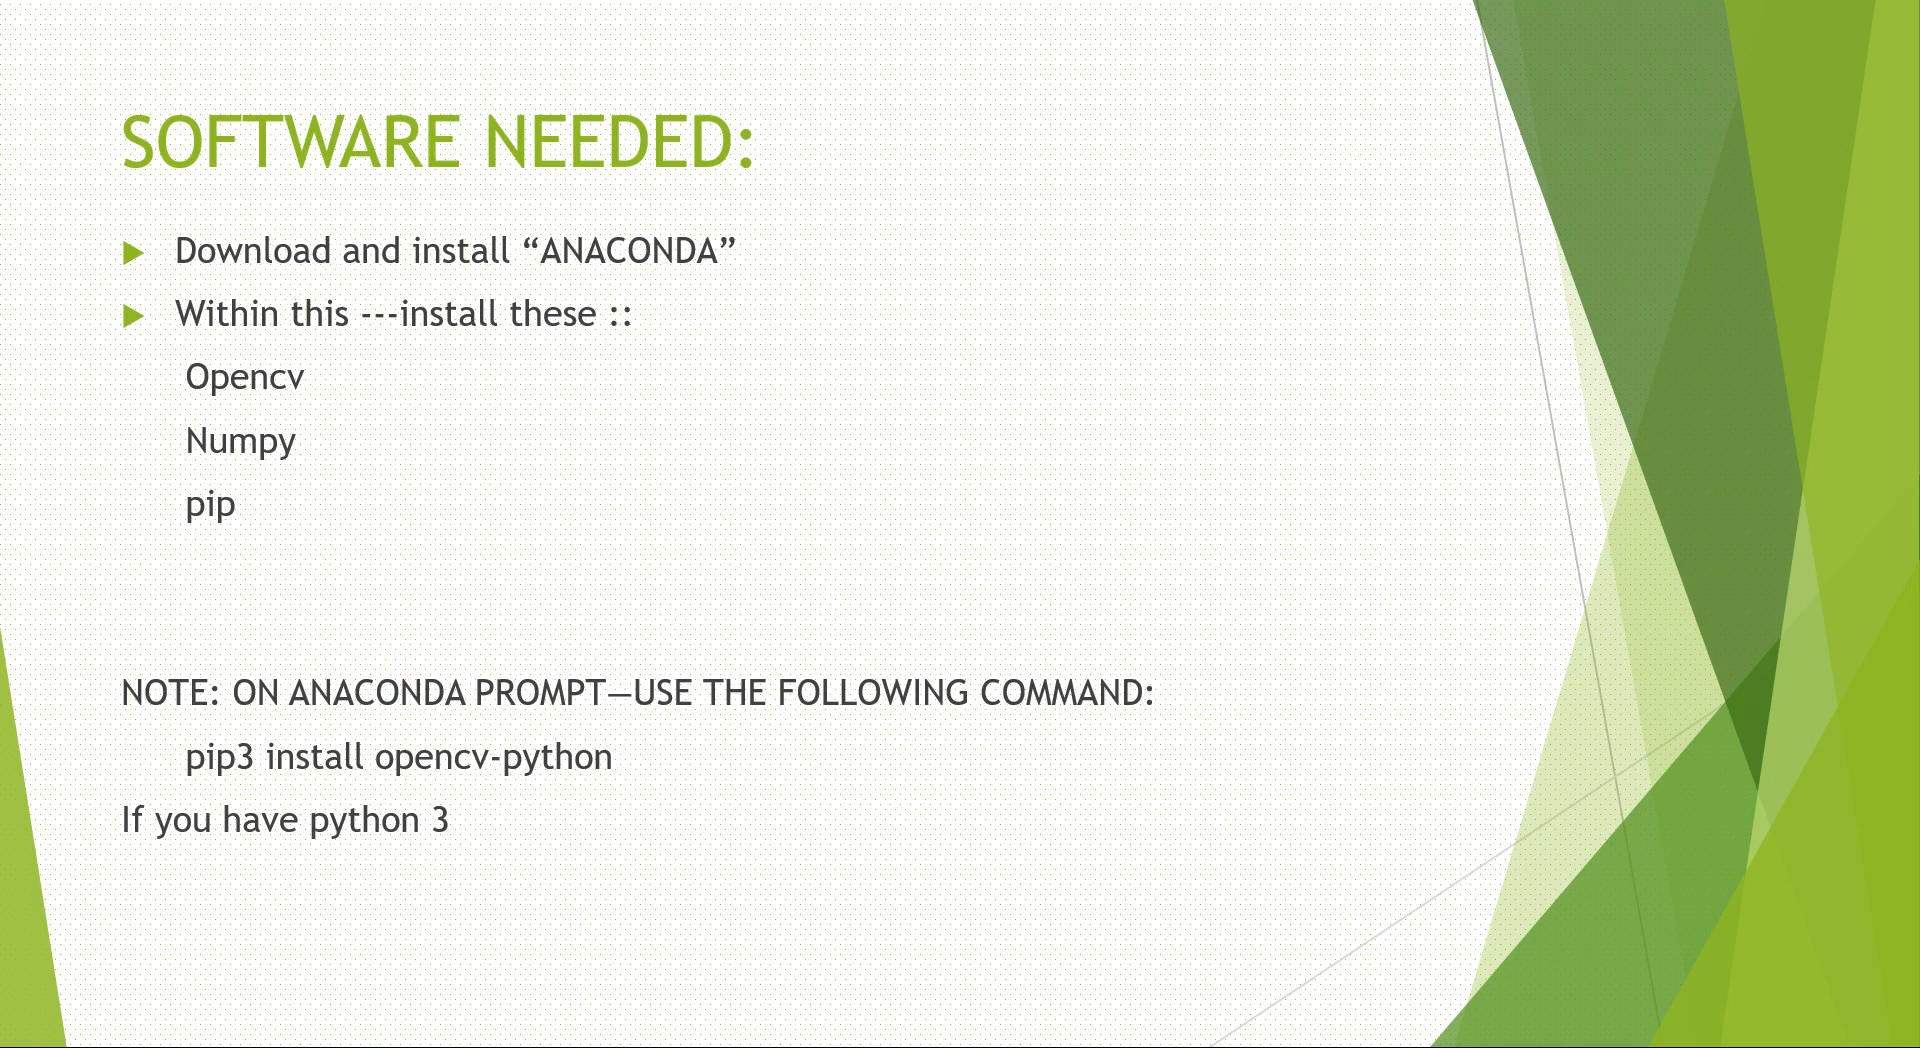 SOFTWARE NEEDED:
Download and install “ANACONDA”
Within this ---install these ::
Opencv
Numpy
pip
NOTE: ON ANACONDA PROMPT—USE THE FOLLOWING COMMAND:
pip3 install opencv-python
If you have python 3